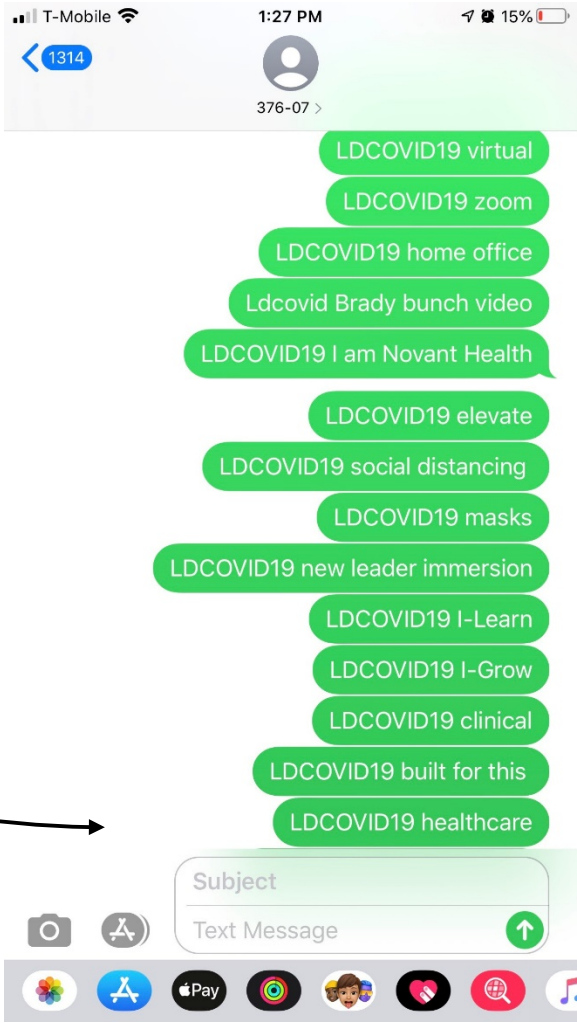 T-Mobile 1:27 PM 15%
1314
376-07 >
LDCOVID19 virtual
LDCOVID19 zoom
LDCOVID19 home office
Ldcovid Brady bunch video
LDCOVID19 I am Novant Health
LDCOVID19 elevate
LDCOVID19 social distancing
LDCOVID19 masks
LDCOVID19 new leader immersion
LDCOVID19 I-Learn
LDCOVID19 I-Grow
LDCOVID19 clinical
LDCOVID19 built for this
LDCOVID19 healthcare
Subject
Text Message
Pay